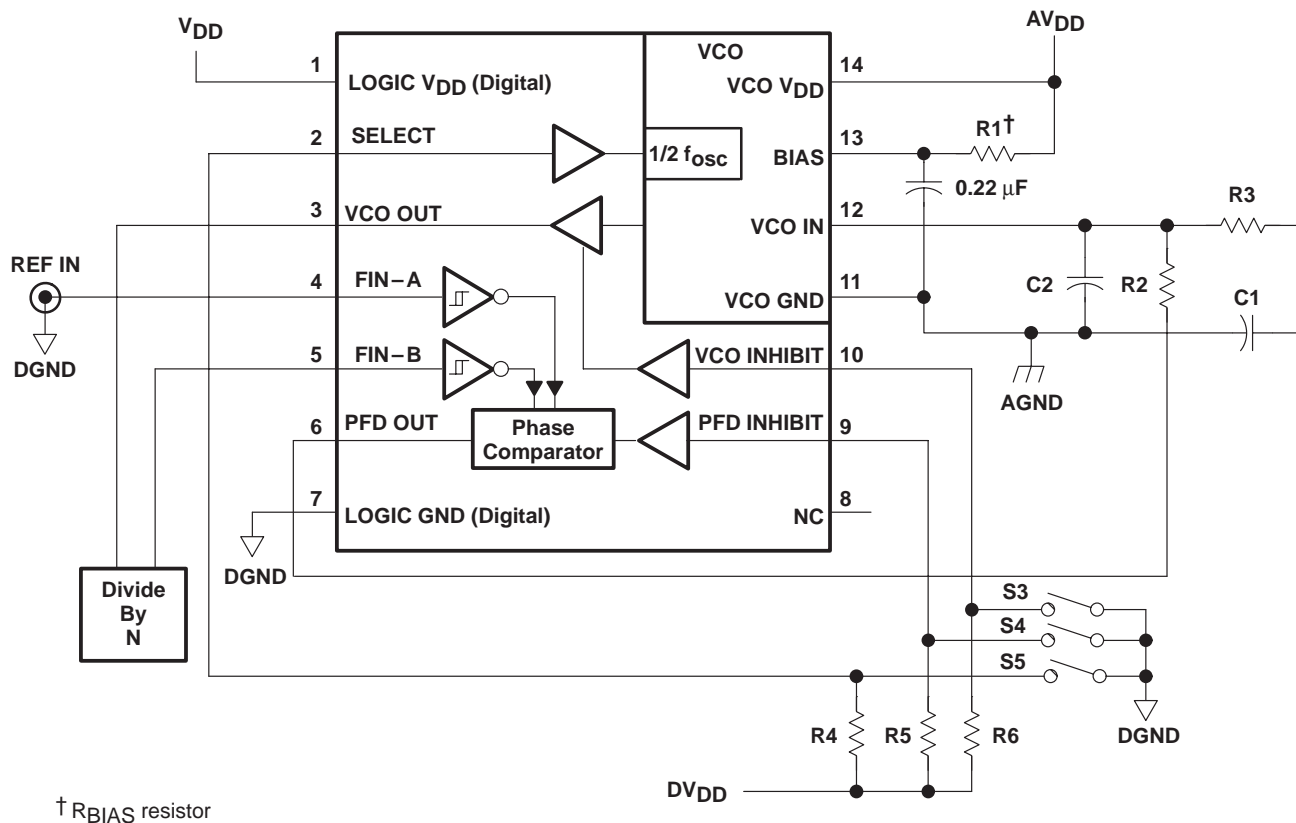 VDD
AVDD
VCO
1
LOGIC VDD (Digital)
VCO VDD
14
2
SELECT
1/2 fosc
BIAS
13
R1†
0.22 µF
3
VCO OUT
VCO IN
12
R3
REF IN
4
FIN–A
VCO GND
11
C2
R2
C1
DGND
5
FIN–B
VCO INHIBIT
10
AGND
6
PFD OUT
Phase
Comparator
PFD INHIBIT
9
7
LOGIC GND (Digital)
NC
8
DGND
Divide
By
N
S3
S4
S5
R4
R5
R6
DGND
DVDD
† RBIAS resistor